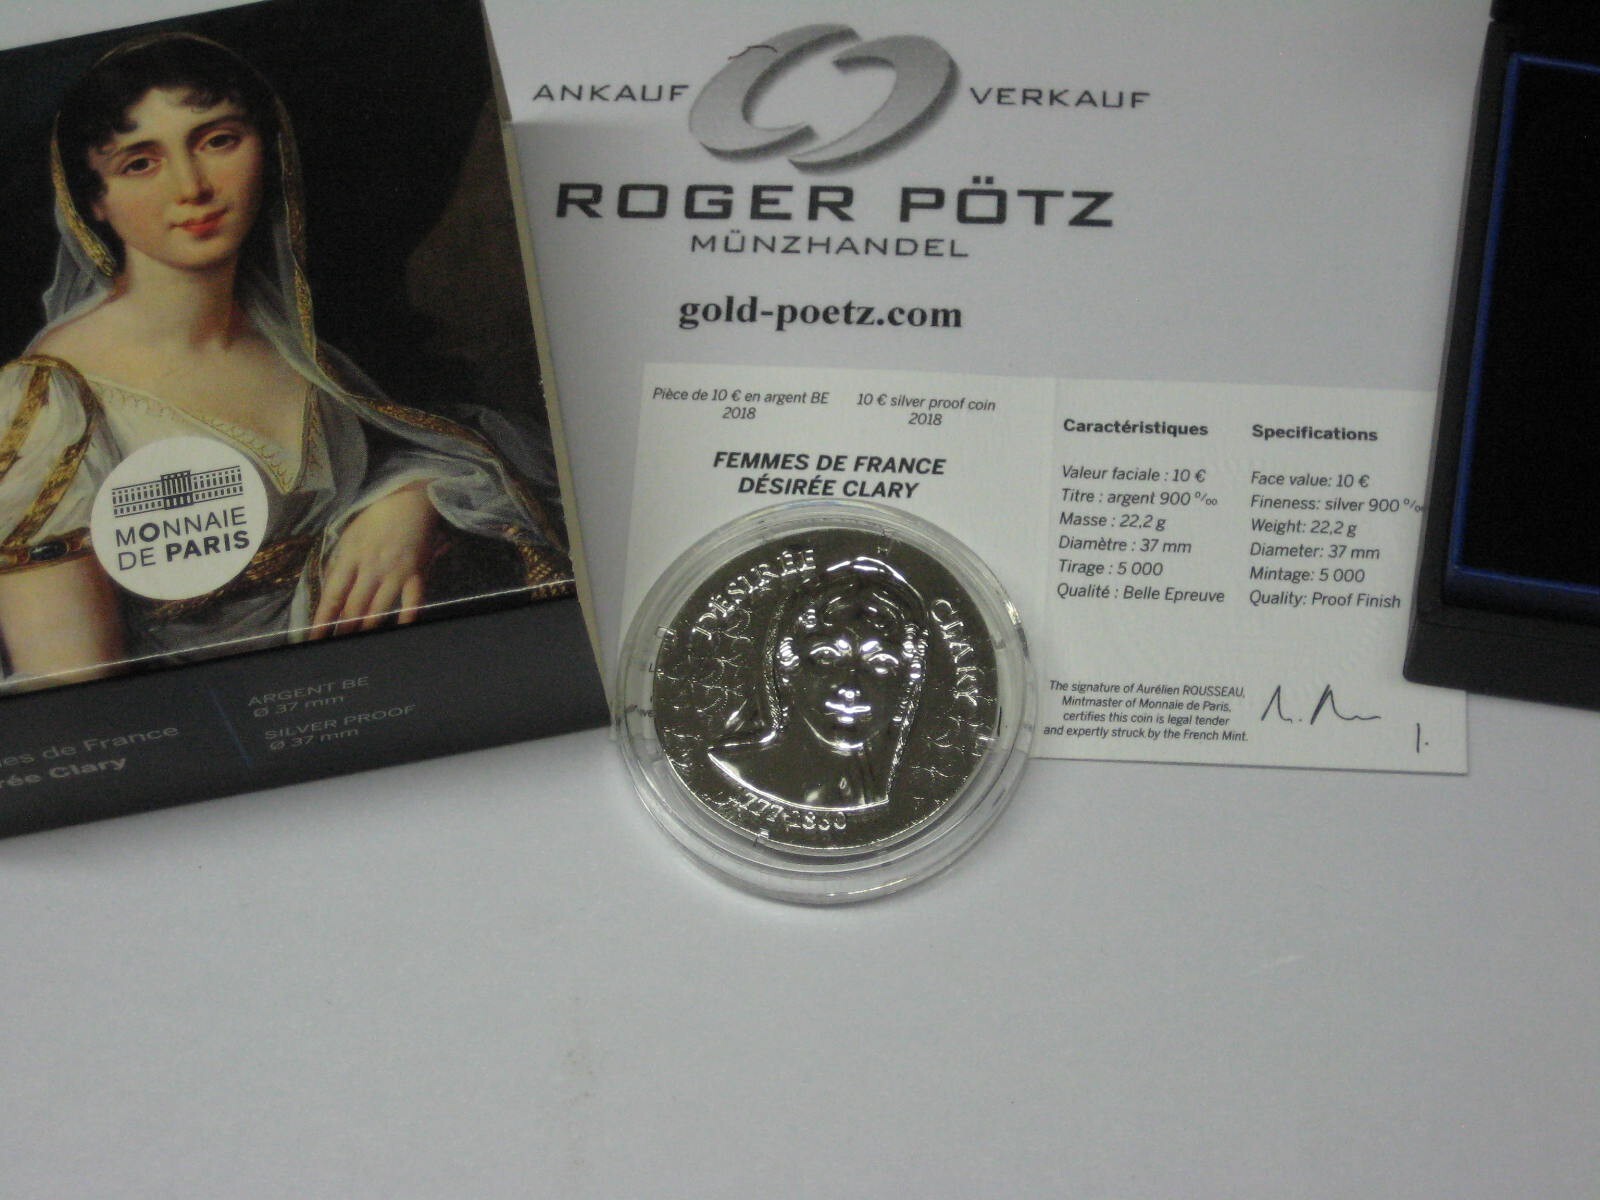 ANKAUF VERKAUF
ROGER PÖTZ
MÜNZHANDEL
gold-poetz.com
MONNAIE
DE PARIS
ARGENT BE
Ø 37 mm
SILVER PROOF
Ø 37 mm
de France
Clary
Pièce de 10 € en argent BE
2018
10 € silver proof coin
2018
FEMMES DE FRANCE
DÉSIRÉE CLARY
Caractéristiques
Valeur faciale : 10 €
Titre : argent 900 ‰
Masse : 22,2 g
Diamètre : 37 mm
Tirage : 5 000
Qualité : Belle Epreuve
Specifications
Face value: 10 €
Fineness: silver 900 ‰
Weight: 22,2 g
Diameter: 37 mm
Mintage: 5 000
Quality: Proof Finish
The signature of Aurélien ROUSSEAU,
Mintmaster of Monnaie de Paris,
certifies this coin is legal tender
and expertly struck by the French Mint.
DÉSIRÉE CLARY
1777-1860